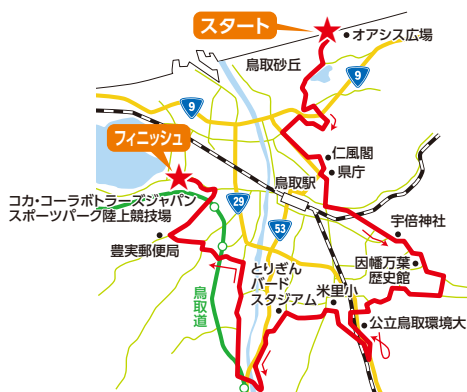 スタート
オアシス広場
鳥取砂丘
9
9
フィニッシュ
仁風閣
県庁
鳥取駅
コカ・コーラボトラーズジャパン
スポーツパーク陸上競技場
29
宇倍神社
豊実郵便局
53
因幡万葉
歴史館
とりぎん
バード
スタジアム
米里小
鳥取道
公立鳥取環境大